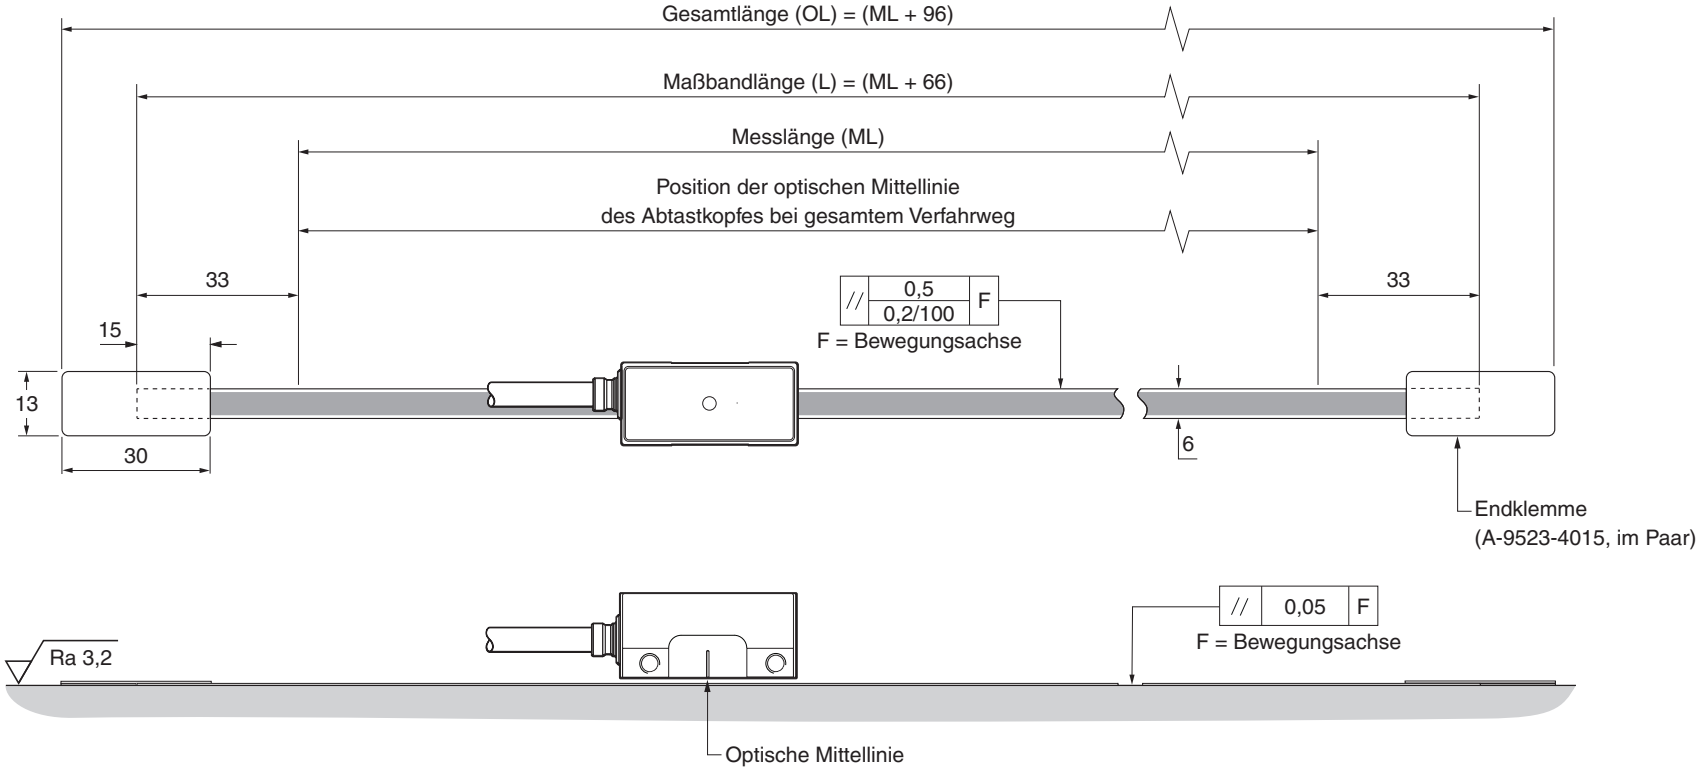 Gesamtlänge (OL) = (ML + 96)
Maßbandlänge (L) = (ML + 66)
Messlänge (ML)
Position der optischen Mittellinie
des Abtastkopfes bei gesamtem Verfahrweg
33
33
// 0,5 F
0,2/100
F = Bewegungsachse
15
13
30
6
Endklemme
(A-9523-4015, im Paar)
// 0,05 F
F = Bewegungsachse
Ra 3,2
Optische Mittellinie